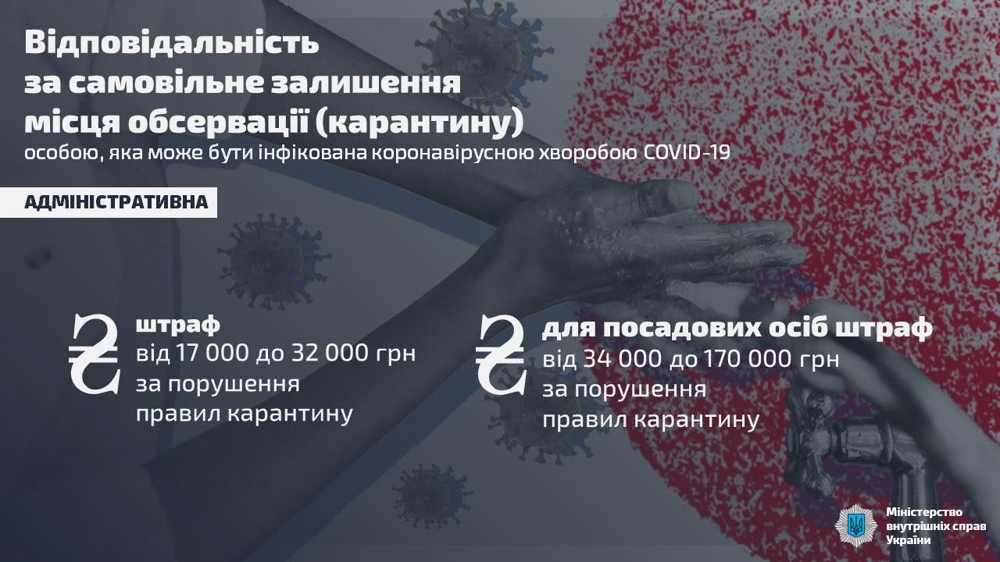 Відповідальність
за самовільне залишення
місця обсервації (карантину)
особою, яка може бути інфікована коронавірусною хворобою COVID-19
АДМІНІСТРАТИВНА
₴ штраф
від 17 000 до 32 000 грн
за порушення
правил карантину
₴ для посадових осіб штраф
від 34 000 до 170 000 грн
за порушення
правил карантину
Міністерство
внутрішніх справ
України